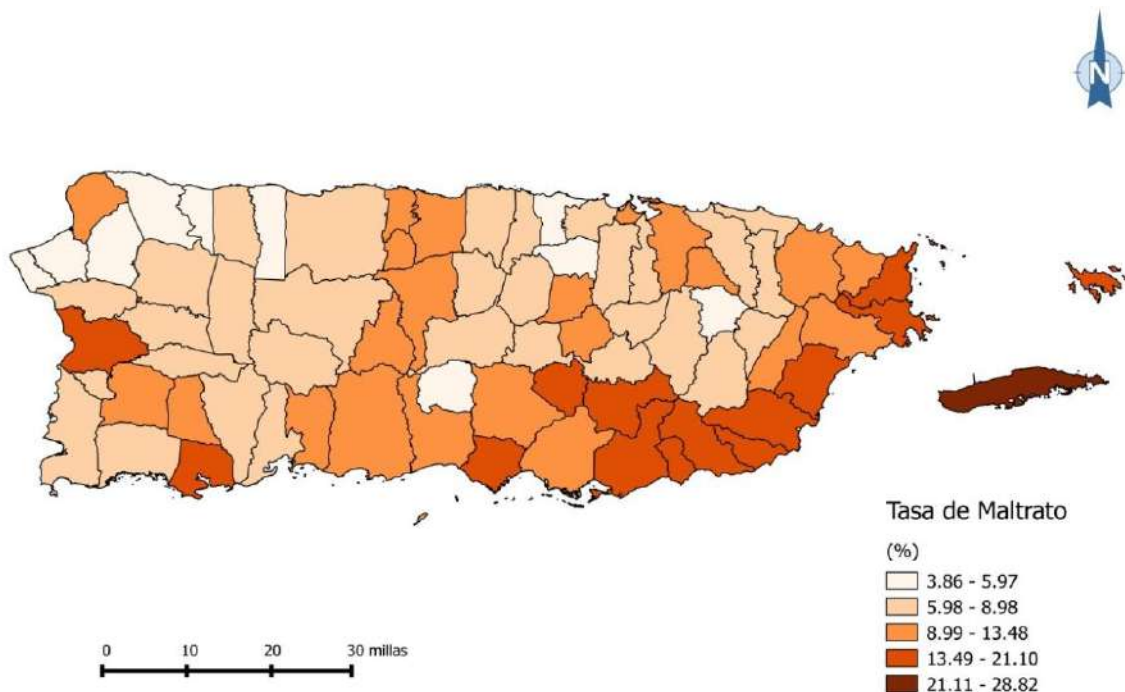 N
Tasa de Maltrato
(%)
3.86 - 5.97
5.98 - 8.98
8.99 - 13.48
13.49 - 21.10
21.11 - 28.82
0 10 20 30 millas